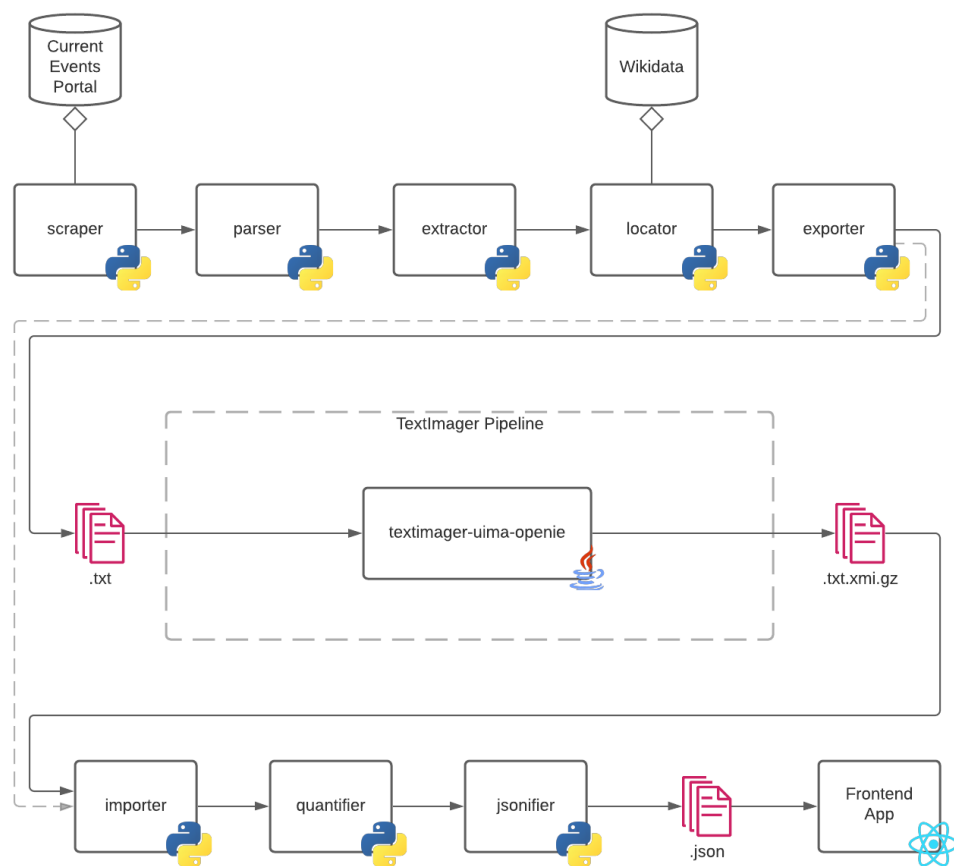 Current
Events
Portal
Wikidata
scraper
parser
extractor
locator
exporter
TextImager Pipeline
textimager-uima-openie
.txt
.txt.xmi.gz
importer
quantifier
jsonifier
.json
Frontend
App